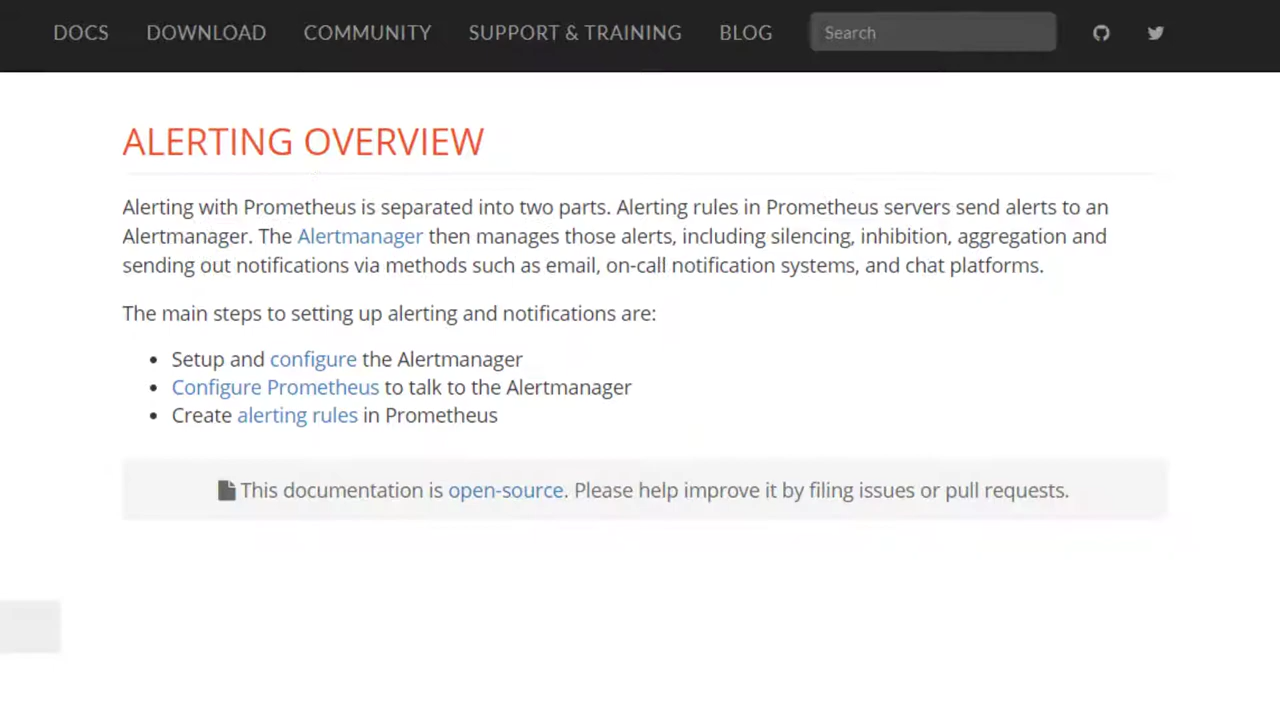 DOCS DOWNLOAD COMMUNITY SUPPORT & TRAINING BLOG Search
ALERTING OVERVIEW
Alerting with Prometheus is separated into two parts. Alerting rules in Prometheus servers send alerts to an
Alertmanager. The Alertmanager then manages those alerts, including silencing, inhibition, aggregation and
sending out notifications via methods such as email, on-call notification systems, and chat platforms.
The main steps to setting up alerting and notifications are:
• Setup and configure the Alertmanager
• Configure Prometheus to talk to the Alertmanager
• Create alerting rules in Prometheus
This documentation is open-source. Please help improve it by filing issues or pull requests.